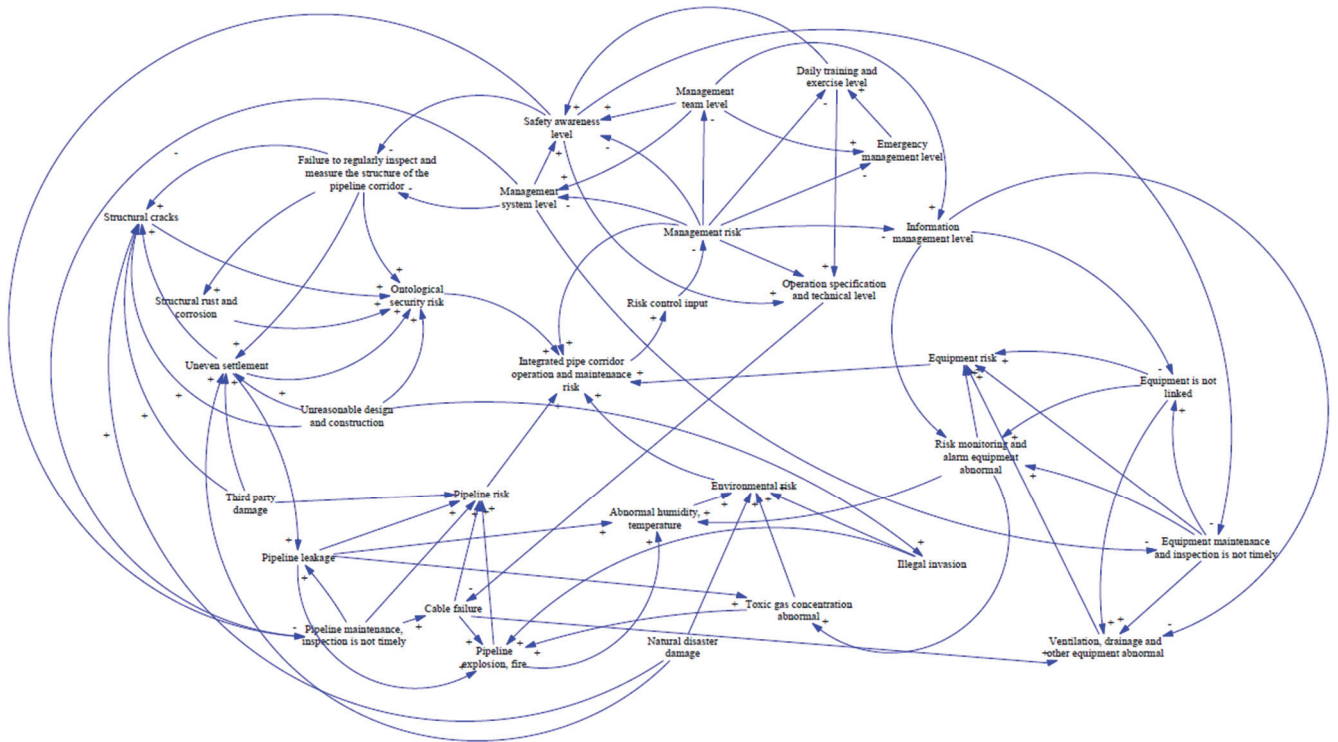 Daily training and
exercise level
Management
team level
Safety awareness
level
Emergency
management level
Failure to regularly inspect and
measure the structure of the
pipeline corridor
Management
system level
Structural cracks
Management risk
Information
management level
Ontological
security risk
Operation specification
and technical level
Structural rust and
corrosion
Risk control input
Uneven settlement
Integrated pipe corridor
operation and maintenance
risk
Equipment risk
Equipment is not
linked
Unreasonable design
and construction
Risk monitoring and
alarm equipment
abnormal
Third party
damage
Pipeline risk
Environmental risk
Abnormal humidity,
temperature
Pipeline leakage
Illegal invasion
Equipment maintenance
and inspection is not timely
Cable failure
Toxic gas concentration
abnormal
Pipeline maintenance,
inspection is not timely
Pipeline
explosion, fire
Natural disaster
damage
Ventilation, drainage and
other equipment abnormal